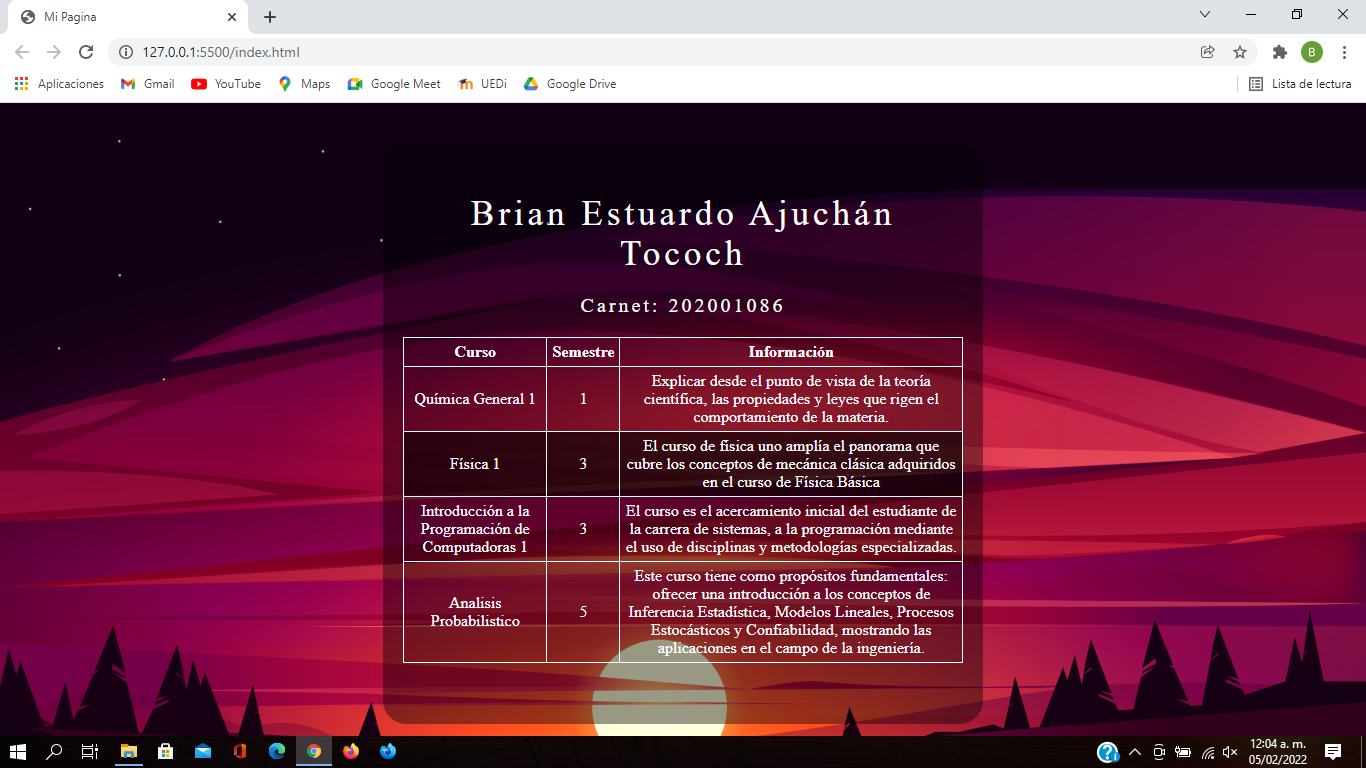 Mi Pagina
127.0.0.1:5500/index.html
B
Aplicaciones Gmail YouTube Maps Google Meet UEDi Google Drive Lista de lectura
Brian Estuardo Ajuchán
Tococh
Carnet: 202001086
Curso Semestre Información
Química General 1 1 Explicar desde el punto de vista de la teoría
científica, las propiedades y leyes que rigen el
comportamiento de la materia.
Física 1 3 El curso de física uno amplía el panorama que
cubre los conceptos de mecánica clásica adquiridos
en el curso de Física Básica
Introducción a la
Programación de
Computadoras 1
3
El curso es el acercamiento inicial del estudiante de
la carrera de sistemas, a la programación mediante
el uso de disciplinas y metodologías especializadas.
Analisis
Probabilistico
5
Este curso tiene como propósitos fundamentales:
ofrecer una introducción a los conceptos de
Inferencia Estadística, Modelos Lineales, Procesos
Estocásticos y Confiabilidad, mostrando las
aplicaciones en el campo de la ingeniería.
12:04 a. m.
05/02/2022